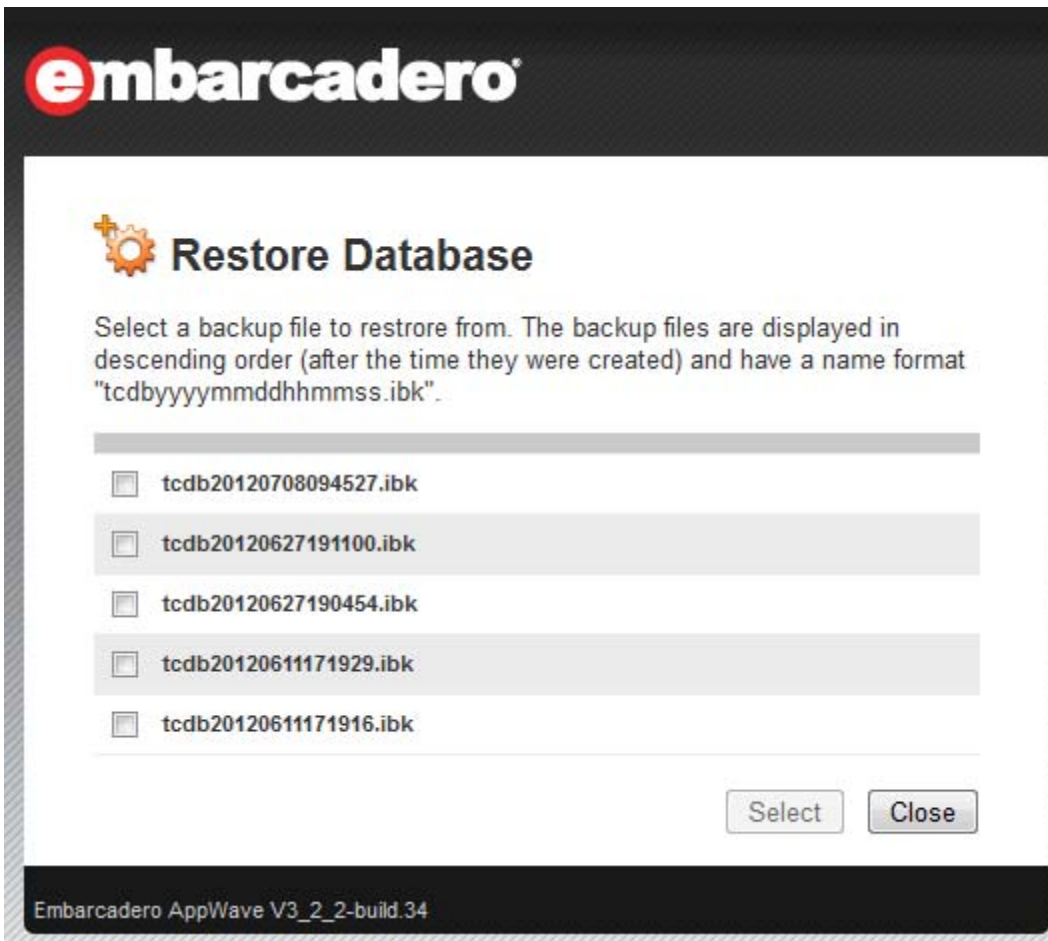 embarcadero®
Restore Database
Select a backup file to restrore from. The backup files are displayed in
descending order (after the time they were created) and have a name format
"tcdbyyyymmddhhmmss.ibk".
tcdb20120708094527.ibk
tcdb20120627191100.ibk
tcdb20120627190454.ibk
tcdb20120611171929.ibk
tcdb20120611171916.ibk
Select Close
Embarcadero AppWave V3_2_2-build.34